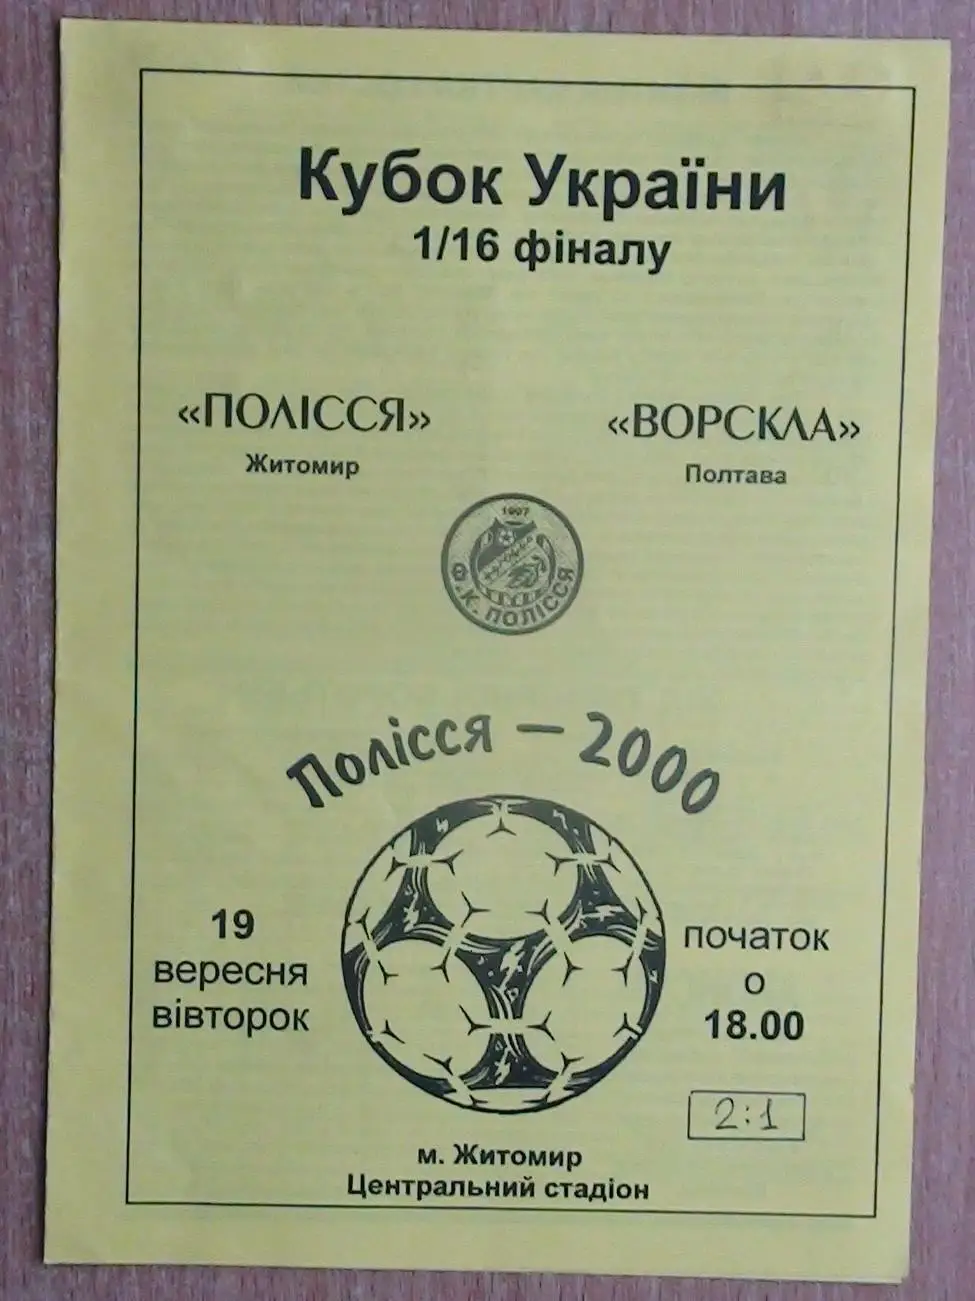 Кубок України
1/16 фіналу
«ПОЛІССЯ»
Житомир
«ВОРСКЛА»
Полтава
Ф.К. ПОЛІССЯ
Полісся – 2000
19
вересня
вівторок
початок
о
18.00
2:1
м. Житомир
Центральний стадіон